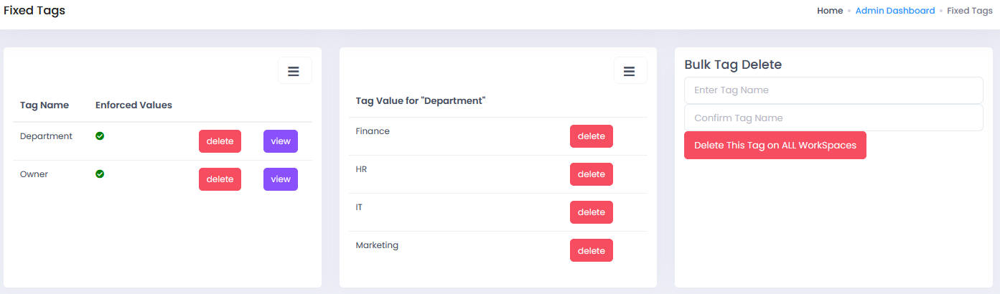 Fixed Tags
Home • Admin Dashboard • Fixed Tags
Tag Name Enforced Values
Department delete view
Owner delete view
Tag Value for "Department"
Finance delete
HR delete
IT delete
Marketing delete
Bulk Tag Delete
Enter Tag Name
Confirm Tag Name
Delete This Tag on ALL WorkSpaces